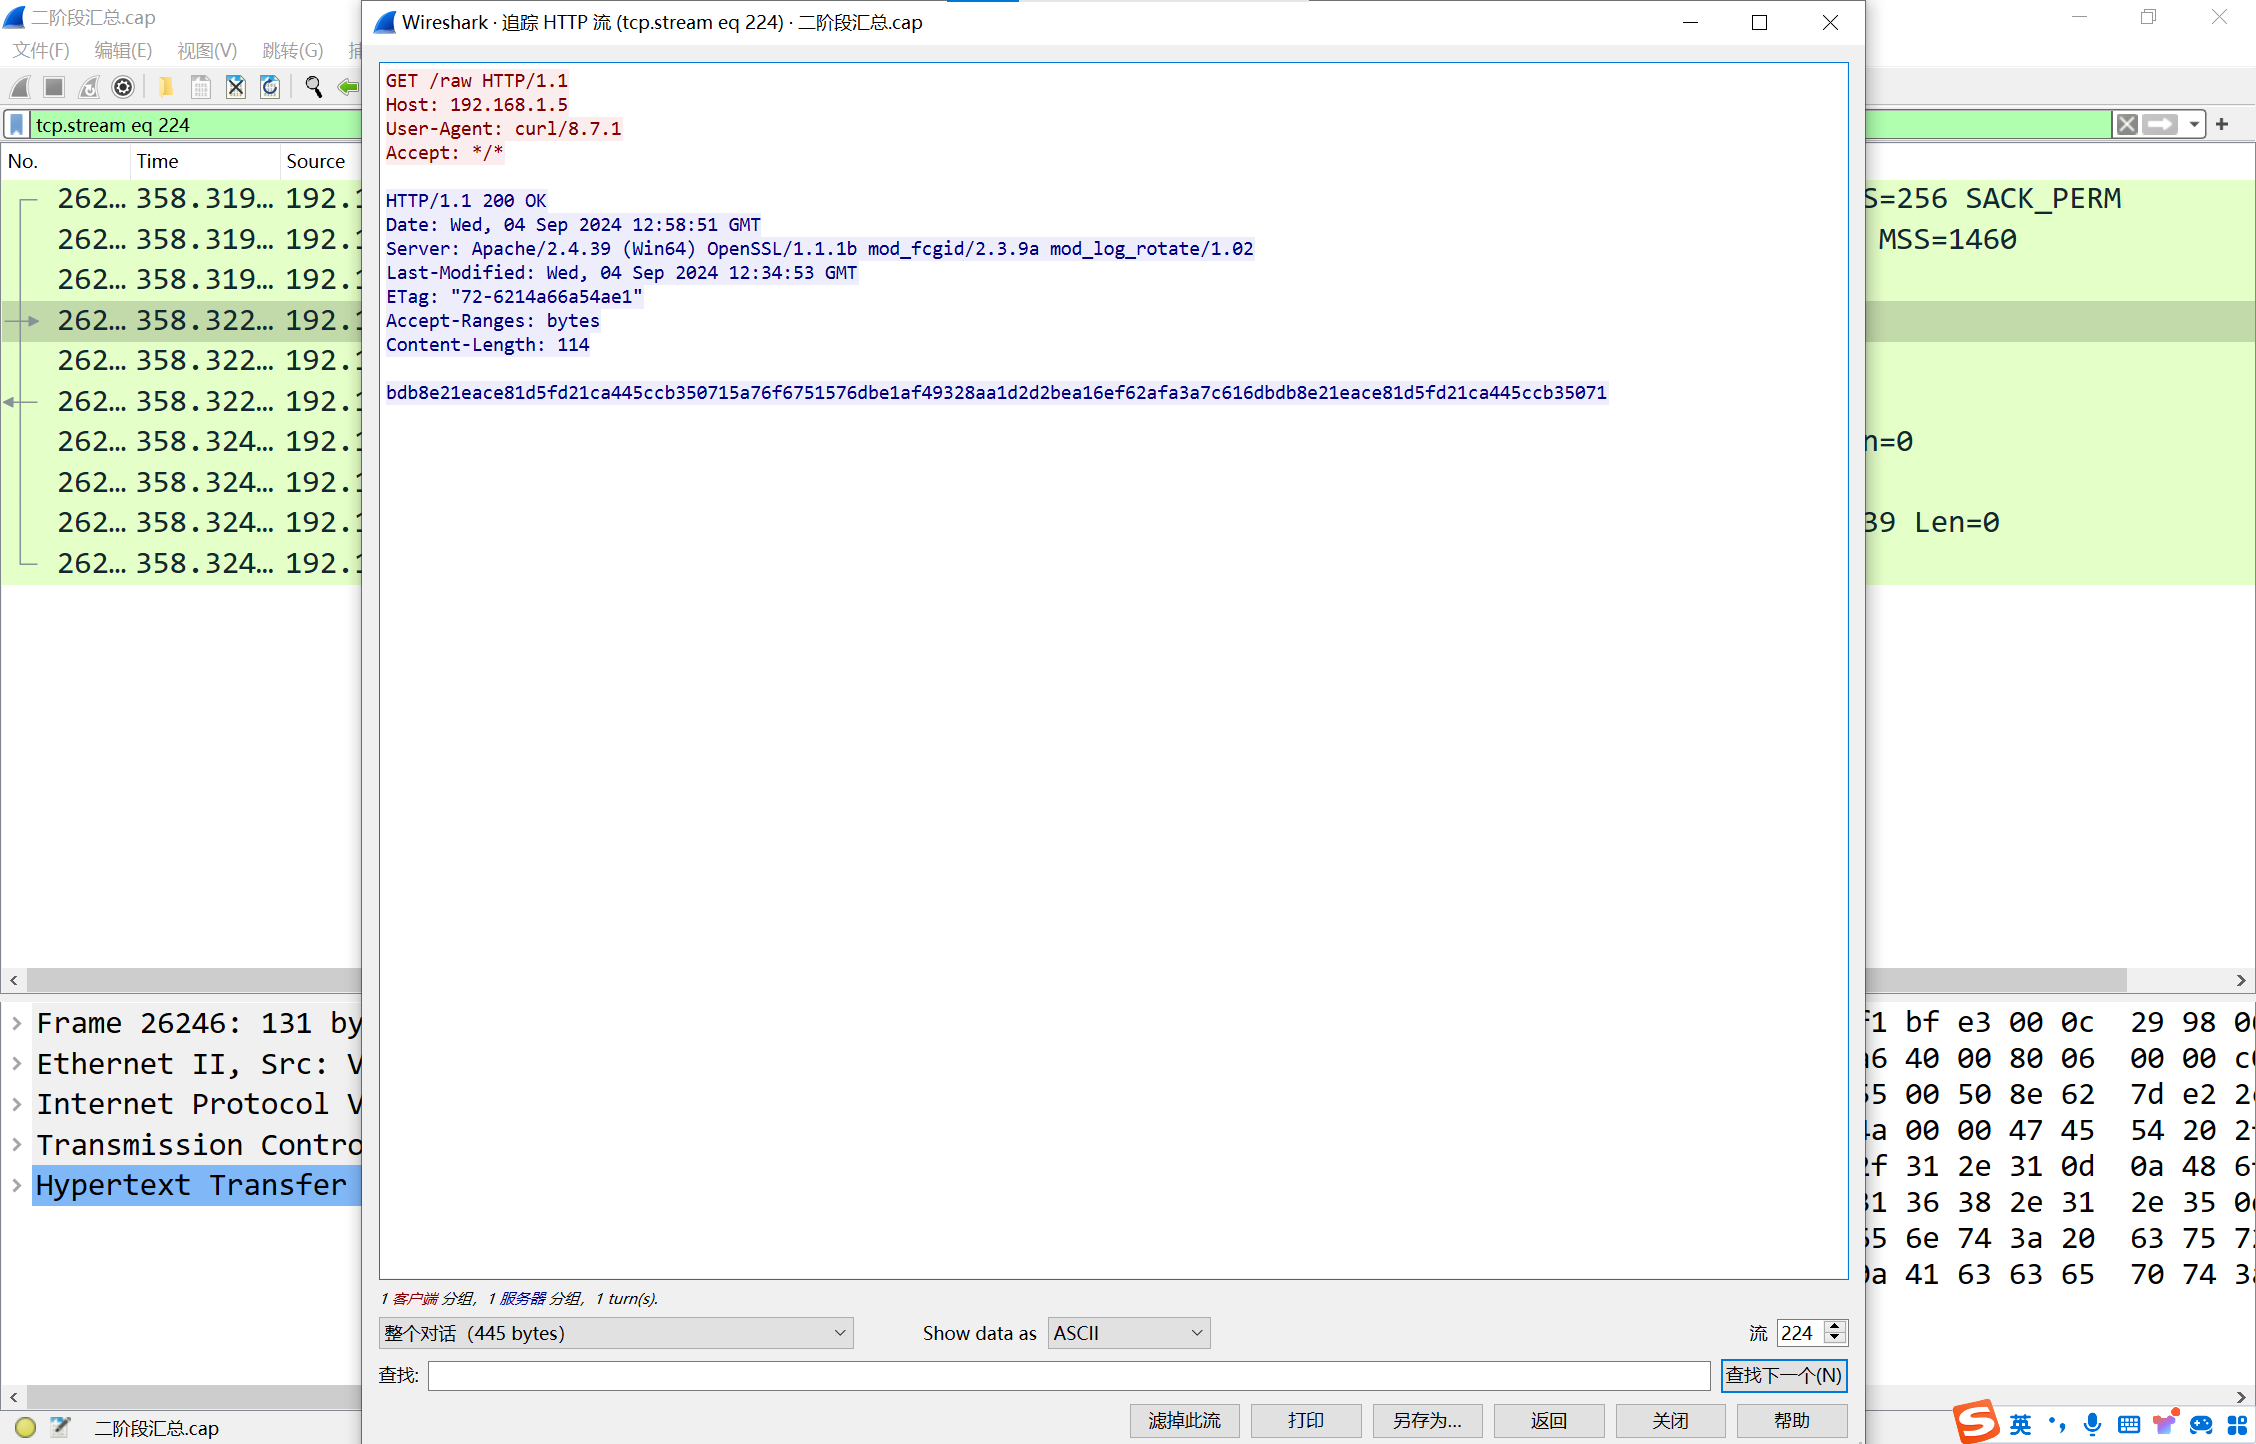 二阶段汇总.cap
文件(F) 编辑(E) 视图(V) 跳转(G)
tcp.stream eq 224
No. Time Source
262… 358.319… 192.1
S=256 SACK_PERM
262… 358.319… 192.1
MSS=1460
262… 358.319… 192.1
262… 358.322… 192.1
262… 358.322… 192.1
262… 358.322… 192.1
262… 358.324… 192.1
n=0
262… 358.324… 192.1
262… 358.324… 192.1
39 Len=0
262… 358.324… 192.1
Wireshark · 追踪 HTTP 流 (tcp.stream eq 224) · 二阶段汇总.cap
GET /raw HTTP/1.1
Host: 192.168.1.5
User-Agent: curl/8.7.1
Accept: */*
HTTP/1.1 200 OK
Date: Wed, 04 Sep 2024 12:58:51 GMT
Server: Apache/2.4.39 (Win64) OpenSSL/1.1.1b mod_fcgid/2.3.9a mod_log_rotate/1.02
Last-Modified: Wed, 04 Sep 2024 12:34:53 GMT
ETag: "72-6214a66a54ae1"
Accept-Ranges: bytes
Content-Length: 114
bdb8e21eace81d5fd21ca445ccb350715a76f6751576dbe1af49328aa1d2d2bea16ef62afa3a7c616dbdb8e21eace81d5fd21ca445ccb35071
Frame 26246: 131 by
Ethernet II, Src: V
Internet Protocol V
Transmission Contro
Hypertext Transfer
f1 bf e3 00 0c 29 98 0
a6 40 00 80 06 00 00 c
55 00 50 8e 62 7d e2 2
4a 00 00 47 45 54 20 2
2f 31 2e 31 0d 0a 48 6
31 36 38 2e 31 2e 35 0
65 6e 74 3a 20 63 75 7
0a 41 63 63 65 70 74 3
1 客户端 分组, 1 服务器 分组, 1 turn(s).
整个对话（445 bytes）
Show data as ASCII
流 224
查找:
查找下一个(N)
滤掉此流 打印 另存为… 返回 关闭 帮助
二阶段汇总.cap
英